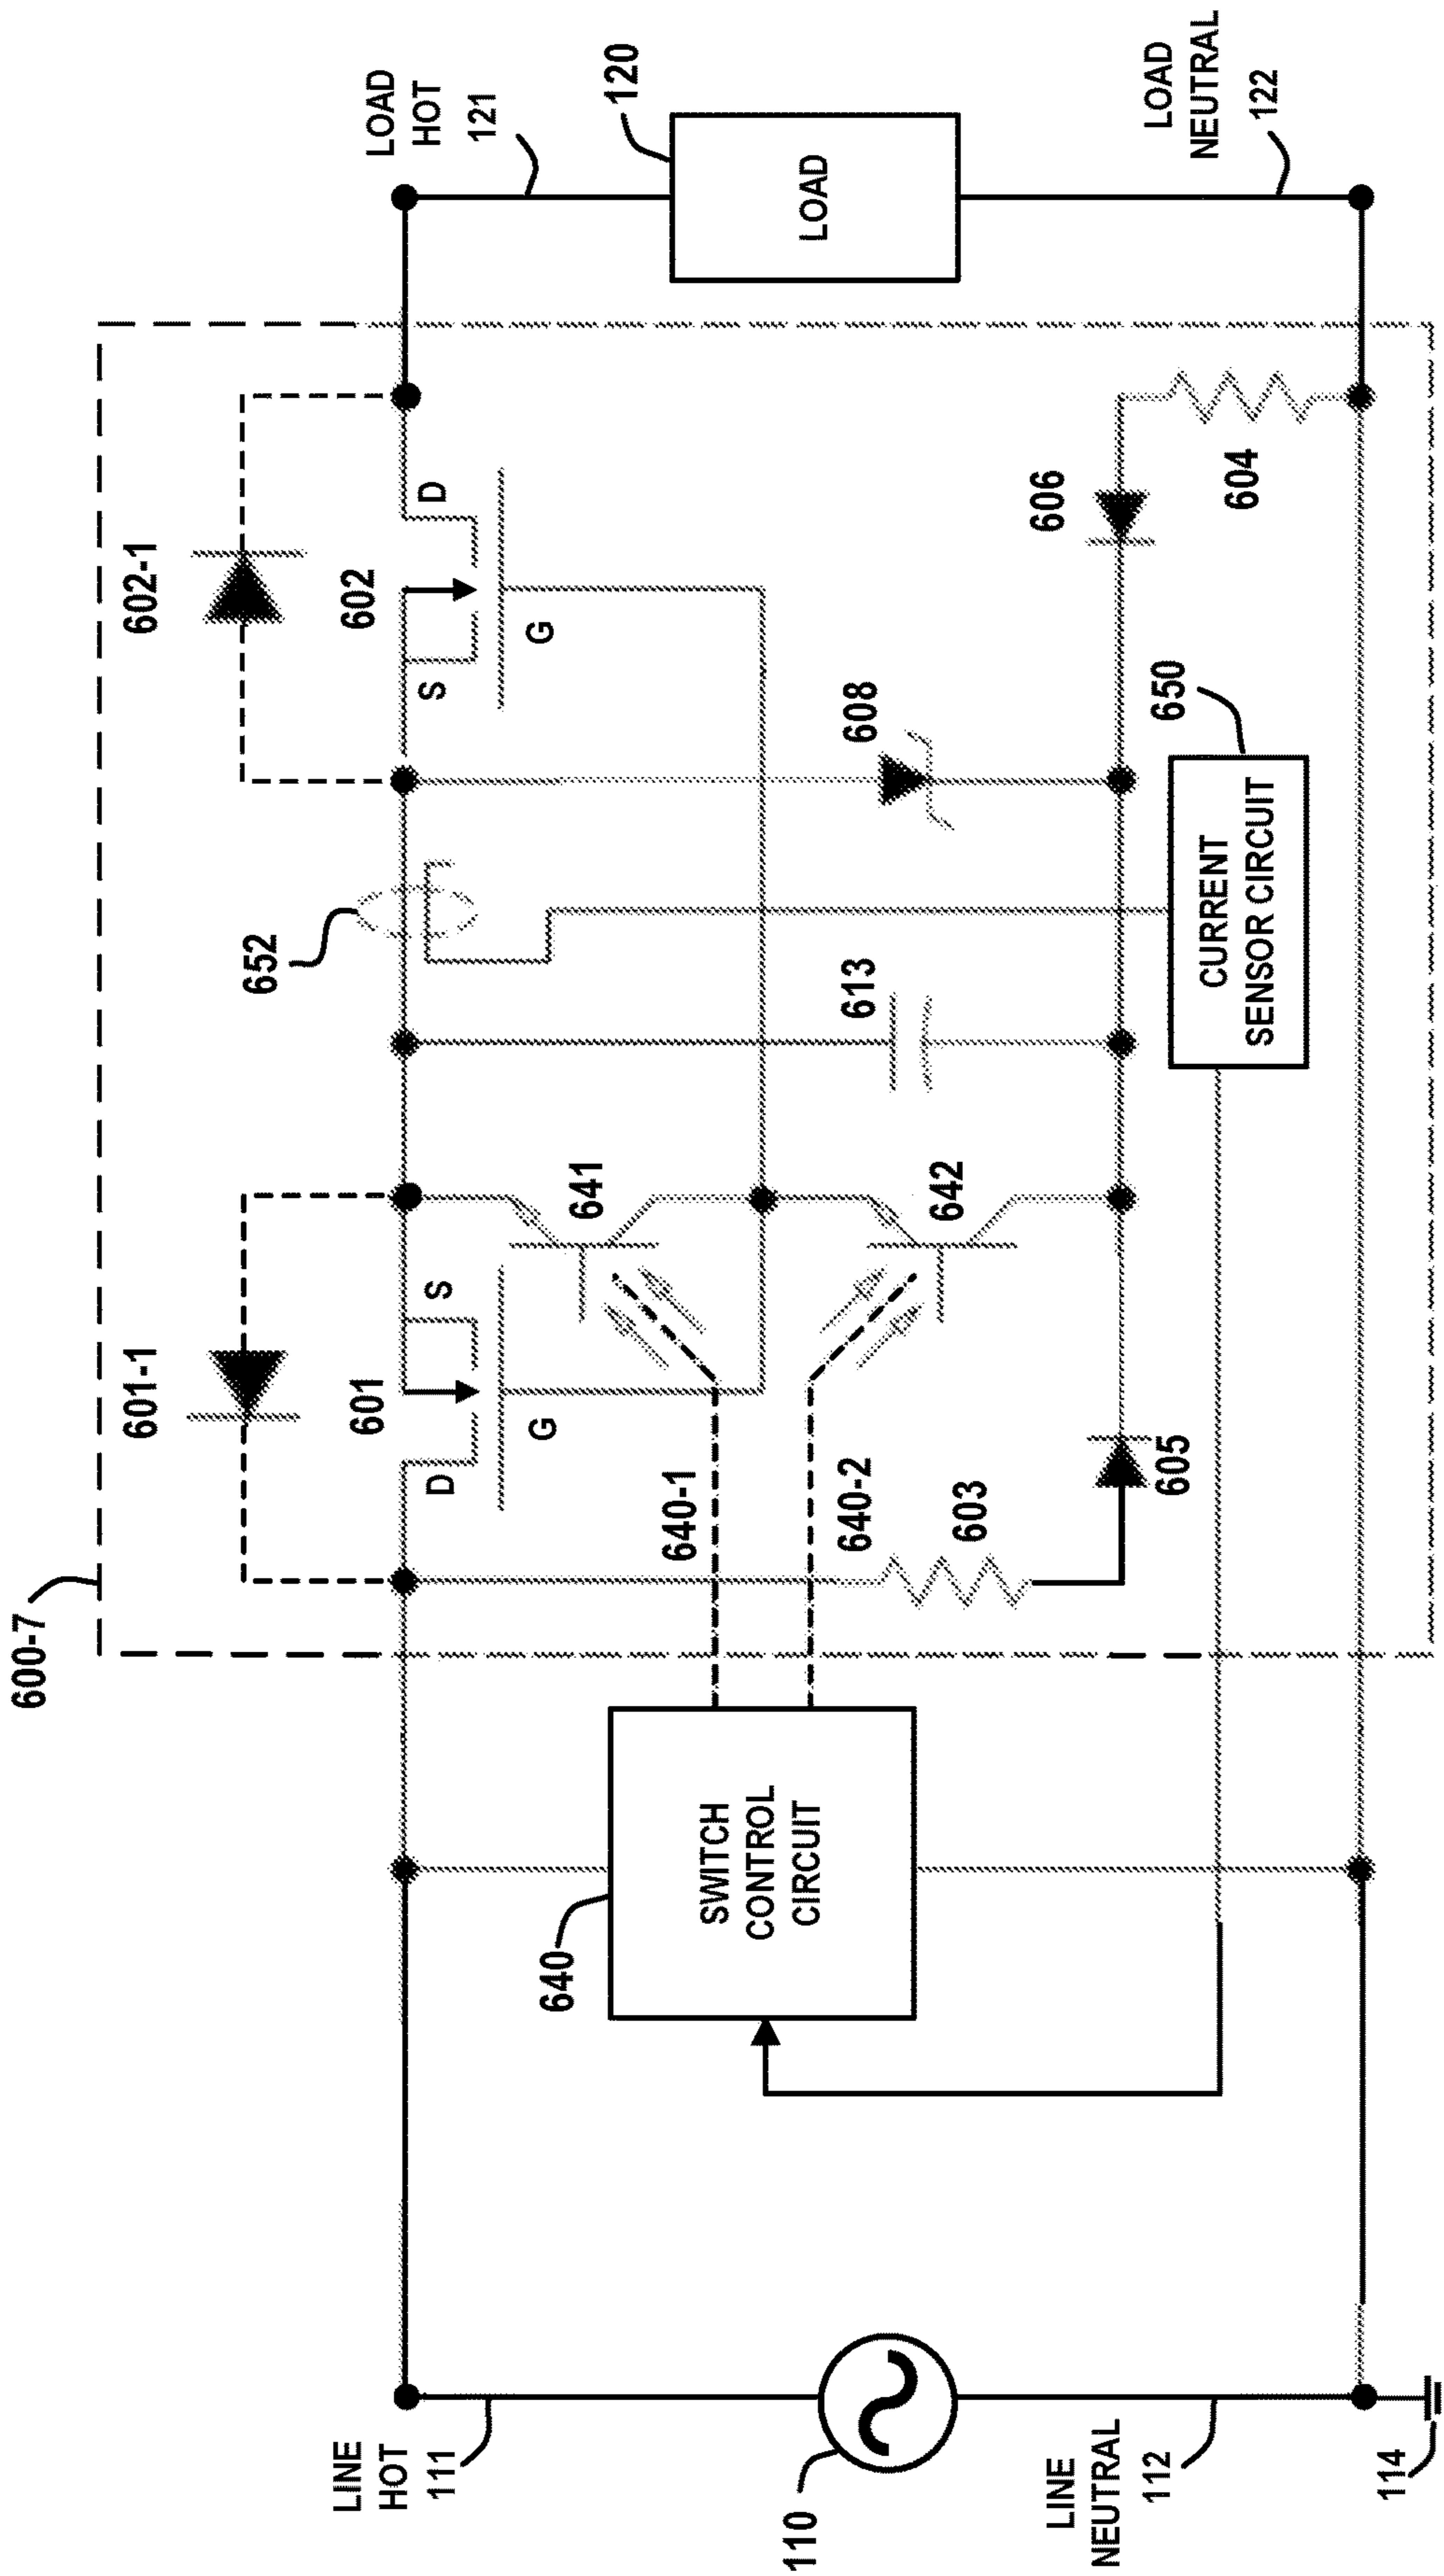 600-7
601-1
602-1
LINE
HOT
111
601
D
S
G
652
602
S
D
G
LOAD
HOT
121
640
SWITCH
CONTROL
CIRCUIT
640-1
640-2
641
642
613
608
120
LOAD
110
603
605
606
604
650
CURRENT
SENSOR CIRCUIT
LINE
NEUTRAL
112
114
LOAD
NEUTRAL
122